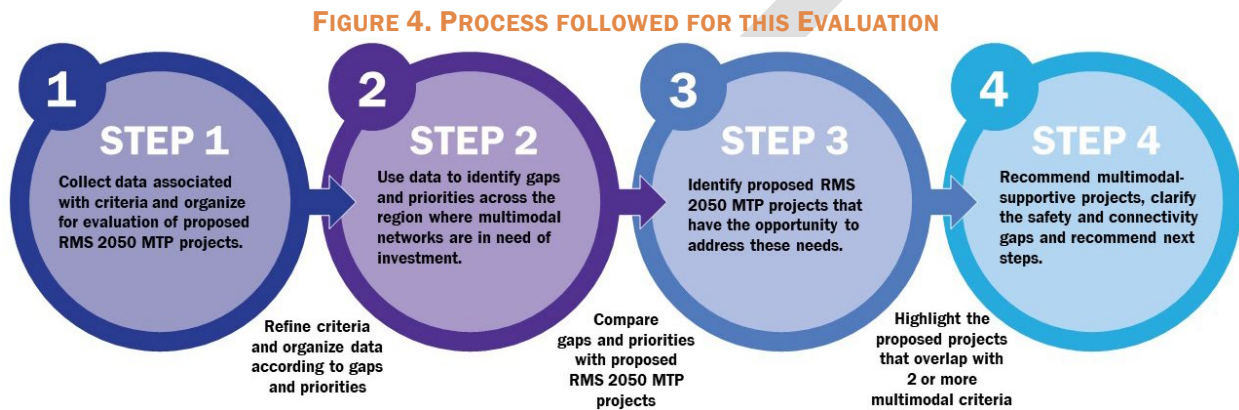 FIGURE 4. PROCESS FOLLOWED FOR THIS EVALUATION
1
STEP 1
Collect data associated
with criteria and organize
for evaluation of proposed
RMS 2050 MTP projects.
Refine criteria
and organize data
according to gaps
and priorities
2
STEP 2
Use data to identify gaps
and priorities across the
region where multimodal
networks are in need of
investment.
Compare
gaps and priorities
with proposed
RMS 2050 MTP
projects
3
STEP 3
Identify proposed RMS
2050 MTP projects that
have the opportunity to
address these needs.
Highlight the
proposed projects
that overlap with
2 or more
multimodal criteria
4
STEP 4
Recommend multimodal-
supportive projects, clarify
the safety and connectivity
gaps and recommend next
steps.